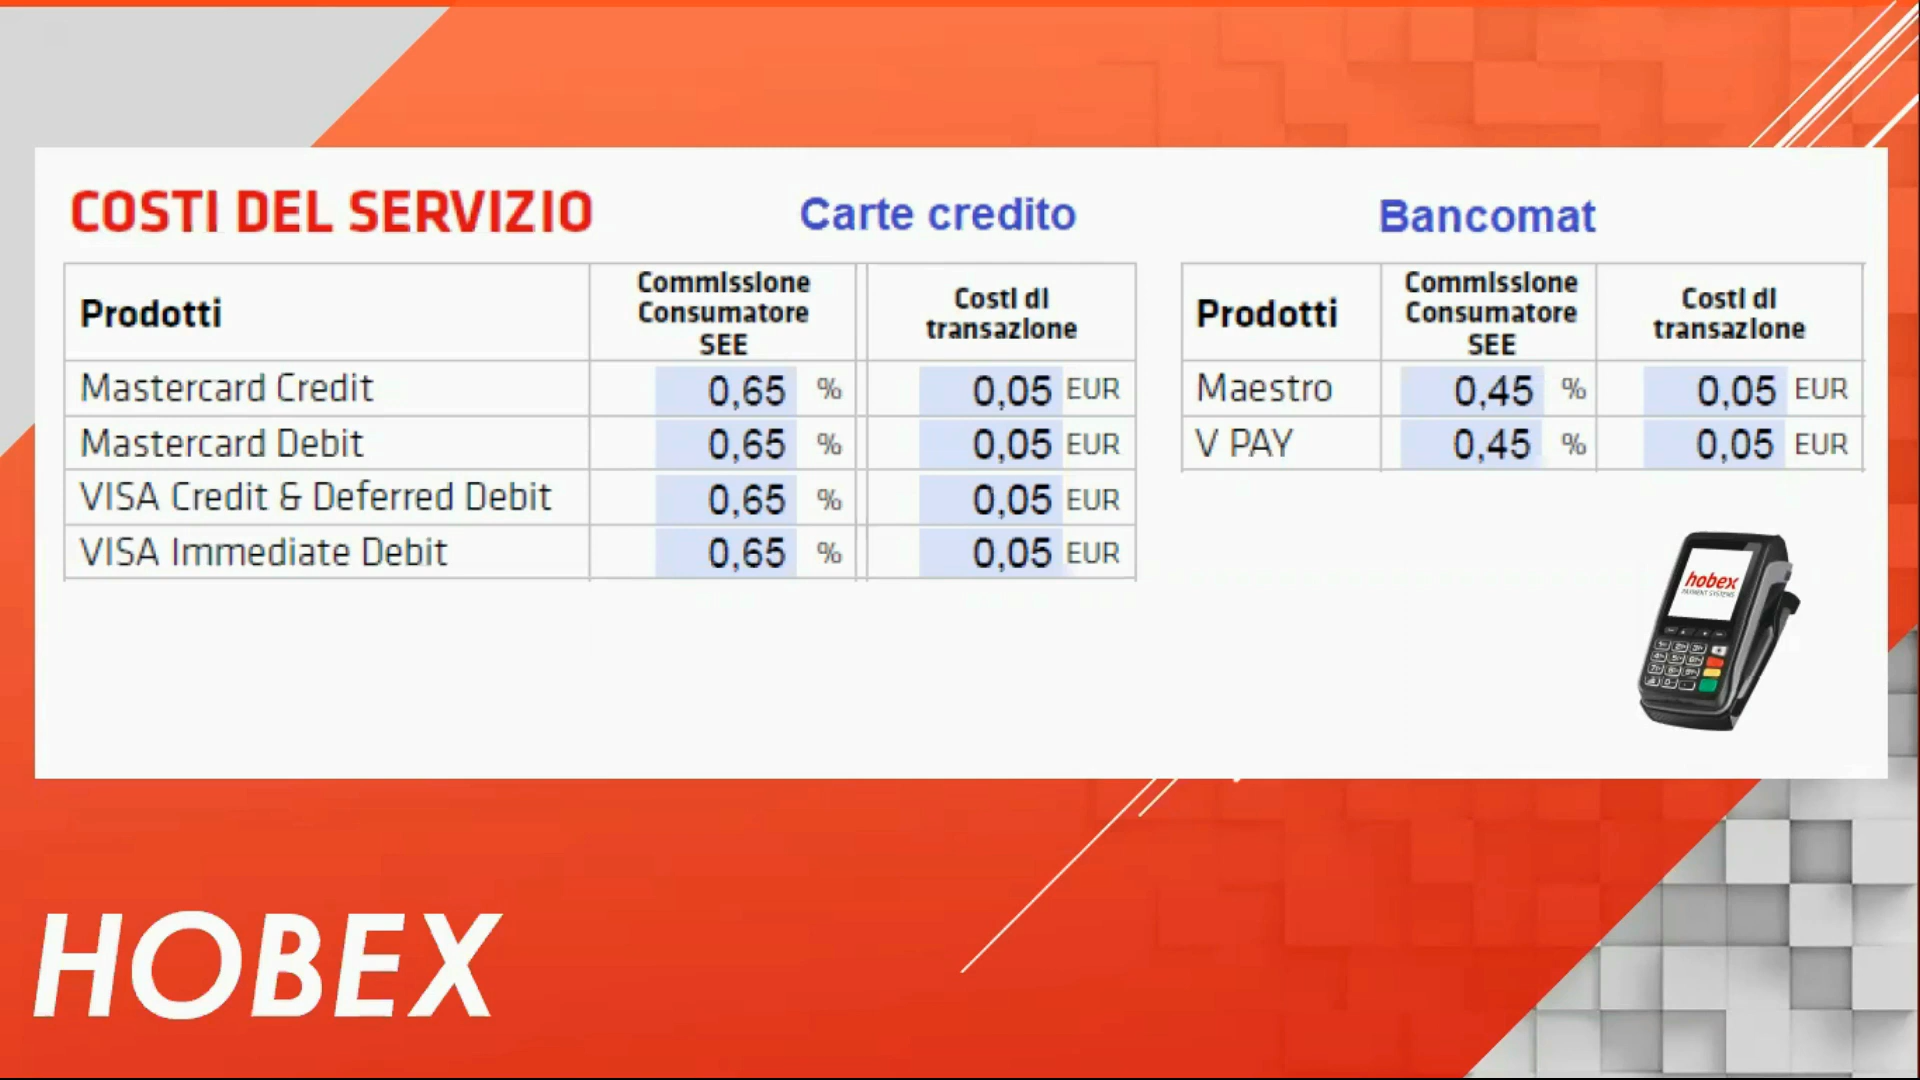 COSTI DEL SERVIZIO
Carte credito
Prodotti
Commissione
Consumatore
SEE
Costi di
transazione
Mastercard Credit 0,65 % 0,05 EUR
Mastercard Debit 0,65 % 0,05 EUR
VISA Credit & Deferred Debit 0,65 % 0,05 EUR
VISA Immediate Debit 0,65 % 0,05 EUR
Bancomat
Prodotti
Commissione
Consumatore
SEE
Costi di
transazione
Maestro 0,45 % 0,05 EUR
V PAY 0,45 % 0,05 EUR
hobex
PAYMENT SYSTEMS
HOBEX